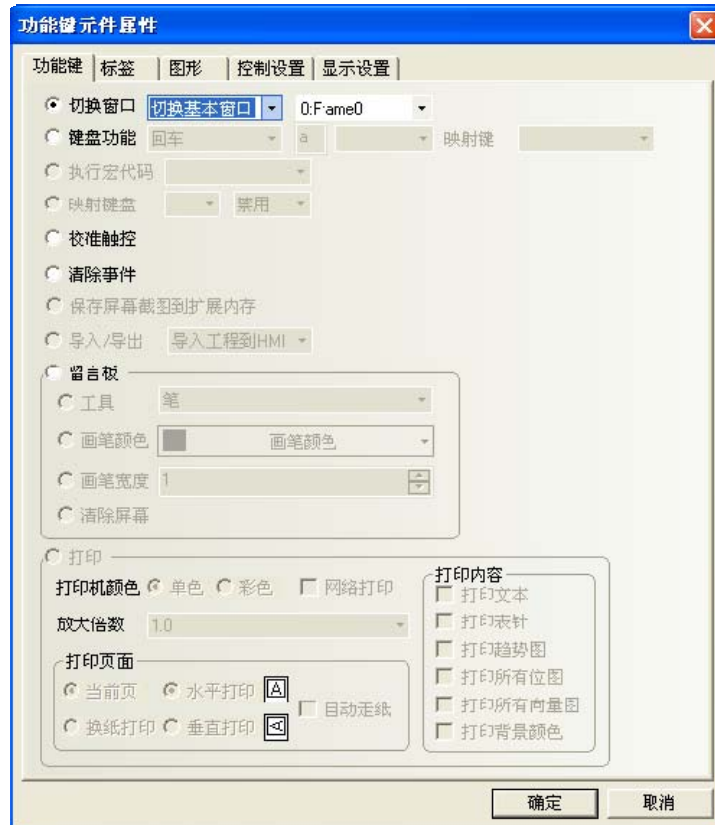 功能键元件属性
功能键 标签 图形 控制设置 显示设置
切换窗口 切换基本窗口 0:Frame0
键盘功能 回车 a 映射键
执行宏代码
映射键盘 禁用
校准触控
清除事件
保存屏幕截图到扩展内存
导入/导出 导入工程到HMI
留言板
工具 笔
画笔颜色 画笔颜色
画笔宽度 1
清除屏幕
打印
打印机颜色 单色 彩色 网络打印
放大倍数 1.0
打印页面
当前页 水平打印 A
换纸打印 垂直打印 A
自动走纸
打印内容
打印文本
打印表针
打印趋势图
打印所有位图
打印所有向量图
打印背景颜色
确定 取消